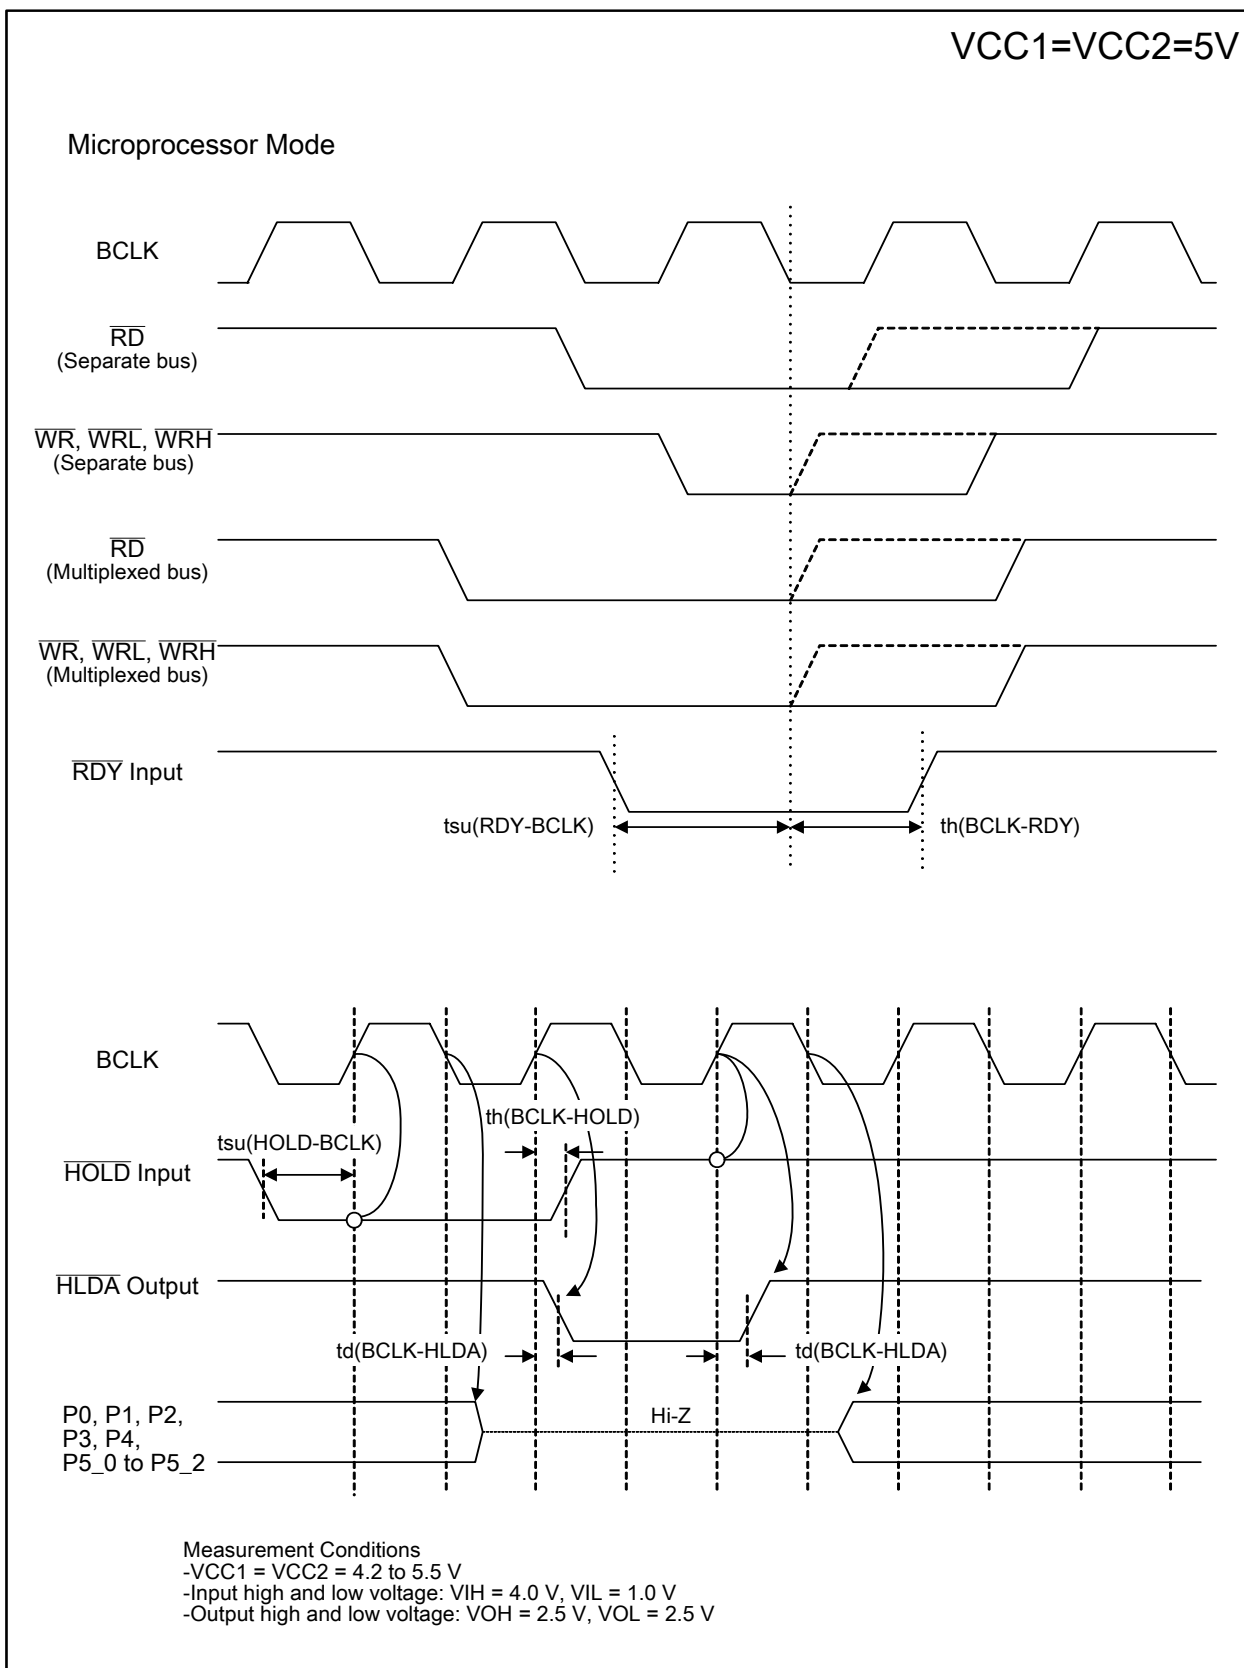 VCC1=VCC2=5V
Microprocessor Mode
BCLK
RD
(Separate bus)
WR, WRL, WRH
(Separate bus)
RD
(Multiplexed bus)
WR, WRL, WRH
(Multiplexed bus)
RDY Input
tsu(RDY-BCLK)
th(BCLK-RDY)
BCLK
th(BCLK-HOLD)
tsu(HOLD-BCLK)
HOLD Input
HLDA Output
td(BCLK-HLDA)
td(BCLK-HLDA)
Hi-Z
P0, P1, P2,
P3, P4,
P5_0 to P5_2
Measurement Conditions
-VCC1 = VCC2 = 4.2 to 5.5 V
-Input high and low voltage: VIH = 4.0 V, VIL = 1.0 V
-Output high and low voltage: VOH = 2.5 V, VOL = 2.5 V